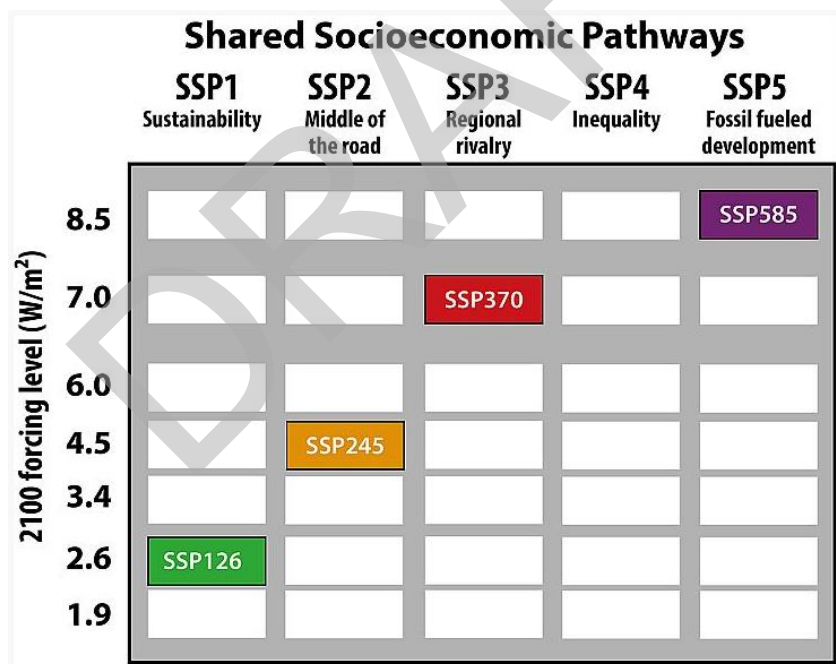 Shared Socioeconomic Pathways
SSP1 SSP2 SSP3 SSP4 SSP5
Sustainability Middle of Regional Inequality Fossil fueled
the road rivalry development
8.5 SSP585
7.0 SSP370
6.0
4.5 SSP245
3.4
2.6 SSP126
1.9
2100 forcing level (W/m²)
DRAF